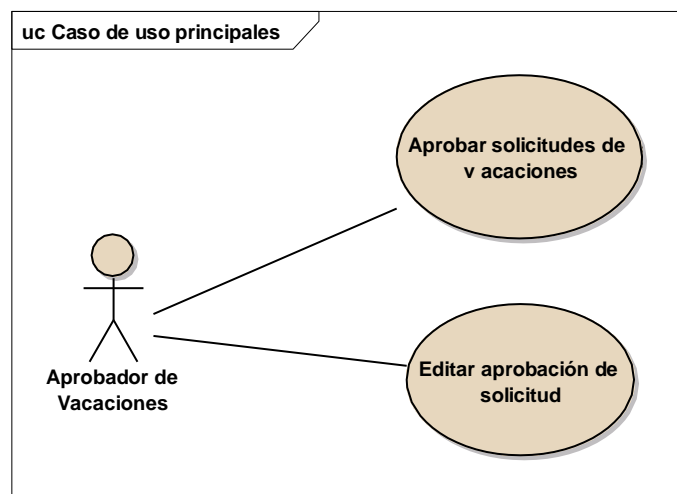 uc Caso de uso principales
Aprobar solicitudes de
v acaciones
Aprobador de
Vacaciones
Editar aprobación de
solicitud